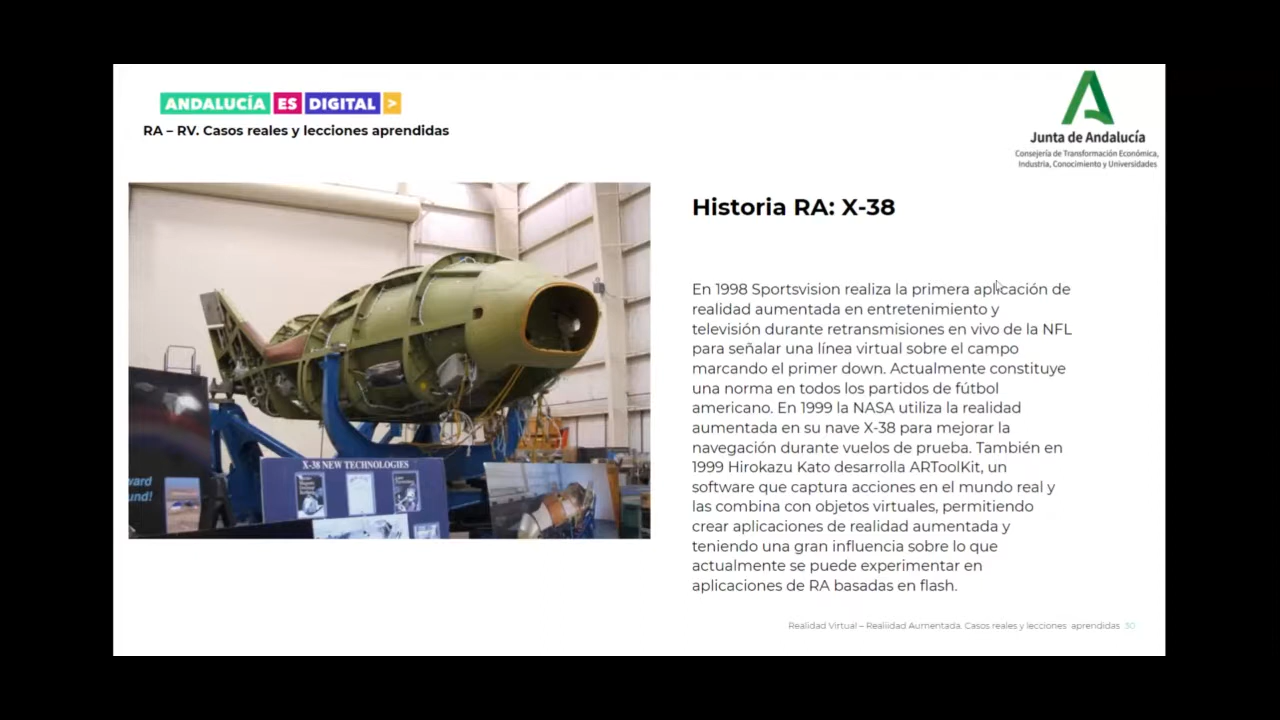 ANDALUCÍA ES DIGITAL >
RA – RV. Casos reales y lecciones aprendidas
Junta de Andalucía
Consejería de Transformación Económica,
Industria, Conocimiento y Universidades
Historia RA: X-38
En 1998 Sportsvision realiza la primera aplicación de
realidad aumentada en entretenimiento y
televisión durante retransmisiones en vivo de la NFL
para señalar una línea virtual sobre el campo
marcando el primer down. Actualmente constituye
una norma en todos los partidos de fútbol
americano. En 1999 la NASA utiliza la realidad
aumentada en su nave X-38 para mejorar la
navegación durante vuelos de prueba. También en
1999 Hirokazu Kato desarrolla ARToolKit, un
software que captura acciones en el mundo real y
las combina con objetos virtuales, permitiendo
crear aplicaciones de realidad aumentada y
teniendo una gran influencia sobre lo que
actualmente se puede experimentar en
aplicaciones de RA basadas en flash.
X-38 NEW TECHNOLOGIES
ward
und!
Realidad Virtual – Realiidad Aumentada. Casos reales y lecciones aprendidas 30